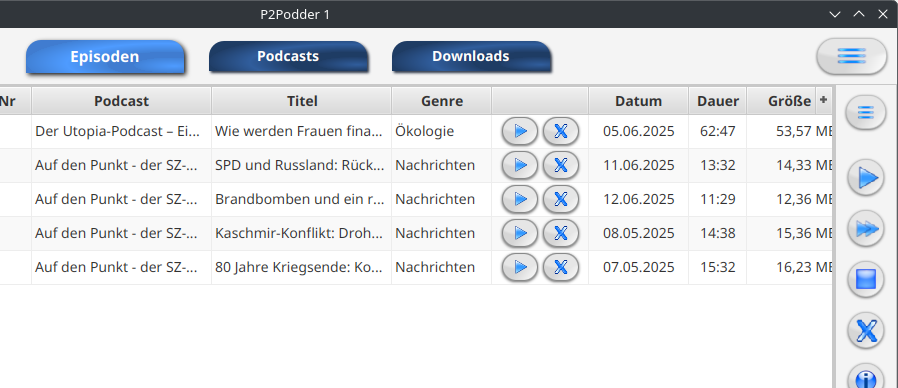 P2Podder 1
Episoden Podcasts Downloads
Nr Podcast Titel Genre Datum Dauer Größe +
Der Utopia-Podcast – Ei... Wie werden Frauen fina... Ökologie 05.06.2025 62:47 53,57 MB
Auf den Punkt - der SZ-... SPD und Russland: Rück... Nachrichten 11.06.2025 13:32 14,33 MB
Auf den Punkt - der SZ-... Brandbomben und ein r... Nachrichten 12.06.2025 11:29 12,36 MB
Auf den Punkt - der SZ-... Kaschmir-Konflikt: Droh... Nachrichten 08.05.2025 14:38 15,36 MB
Auf den Punkt - der SZ-... 80 Jahre Kriegsende: Ko... Nachrichten 07.05.2025 15:32 16,23 MB